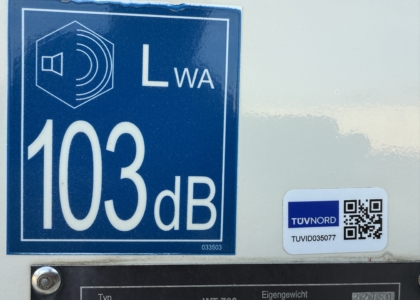 LWA
103dB
033503
TÜVNORD
TUVID035077
Typ
Eigengewicht